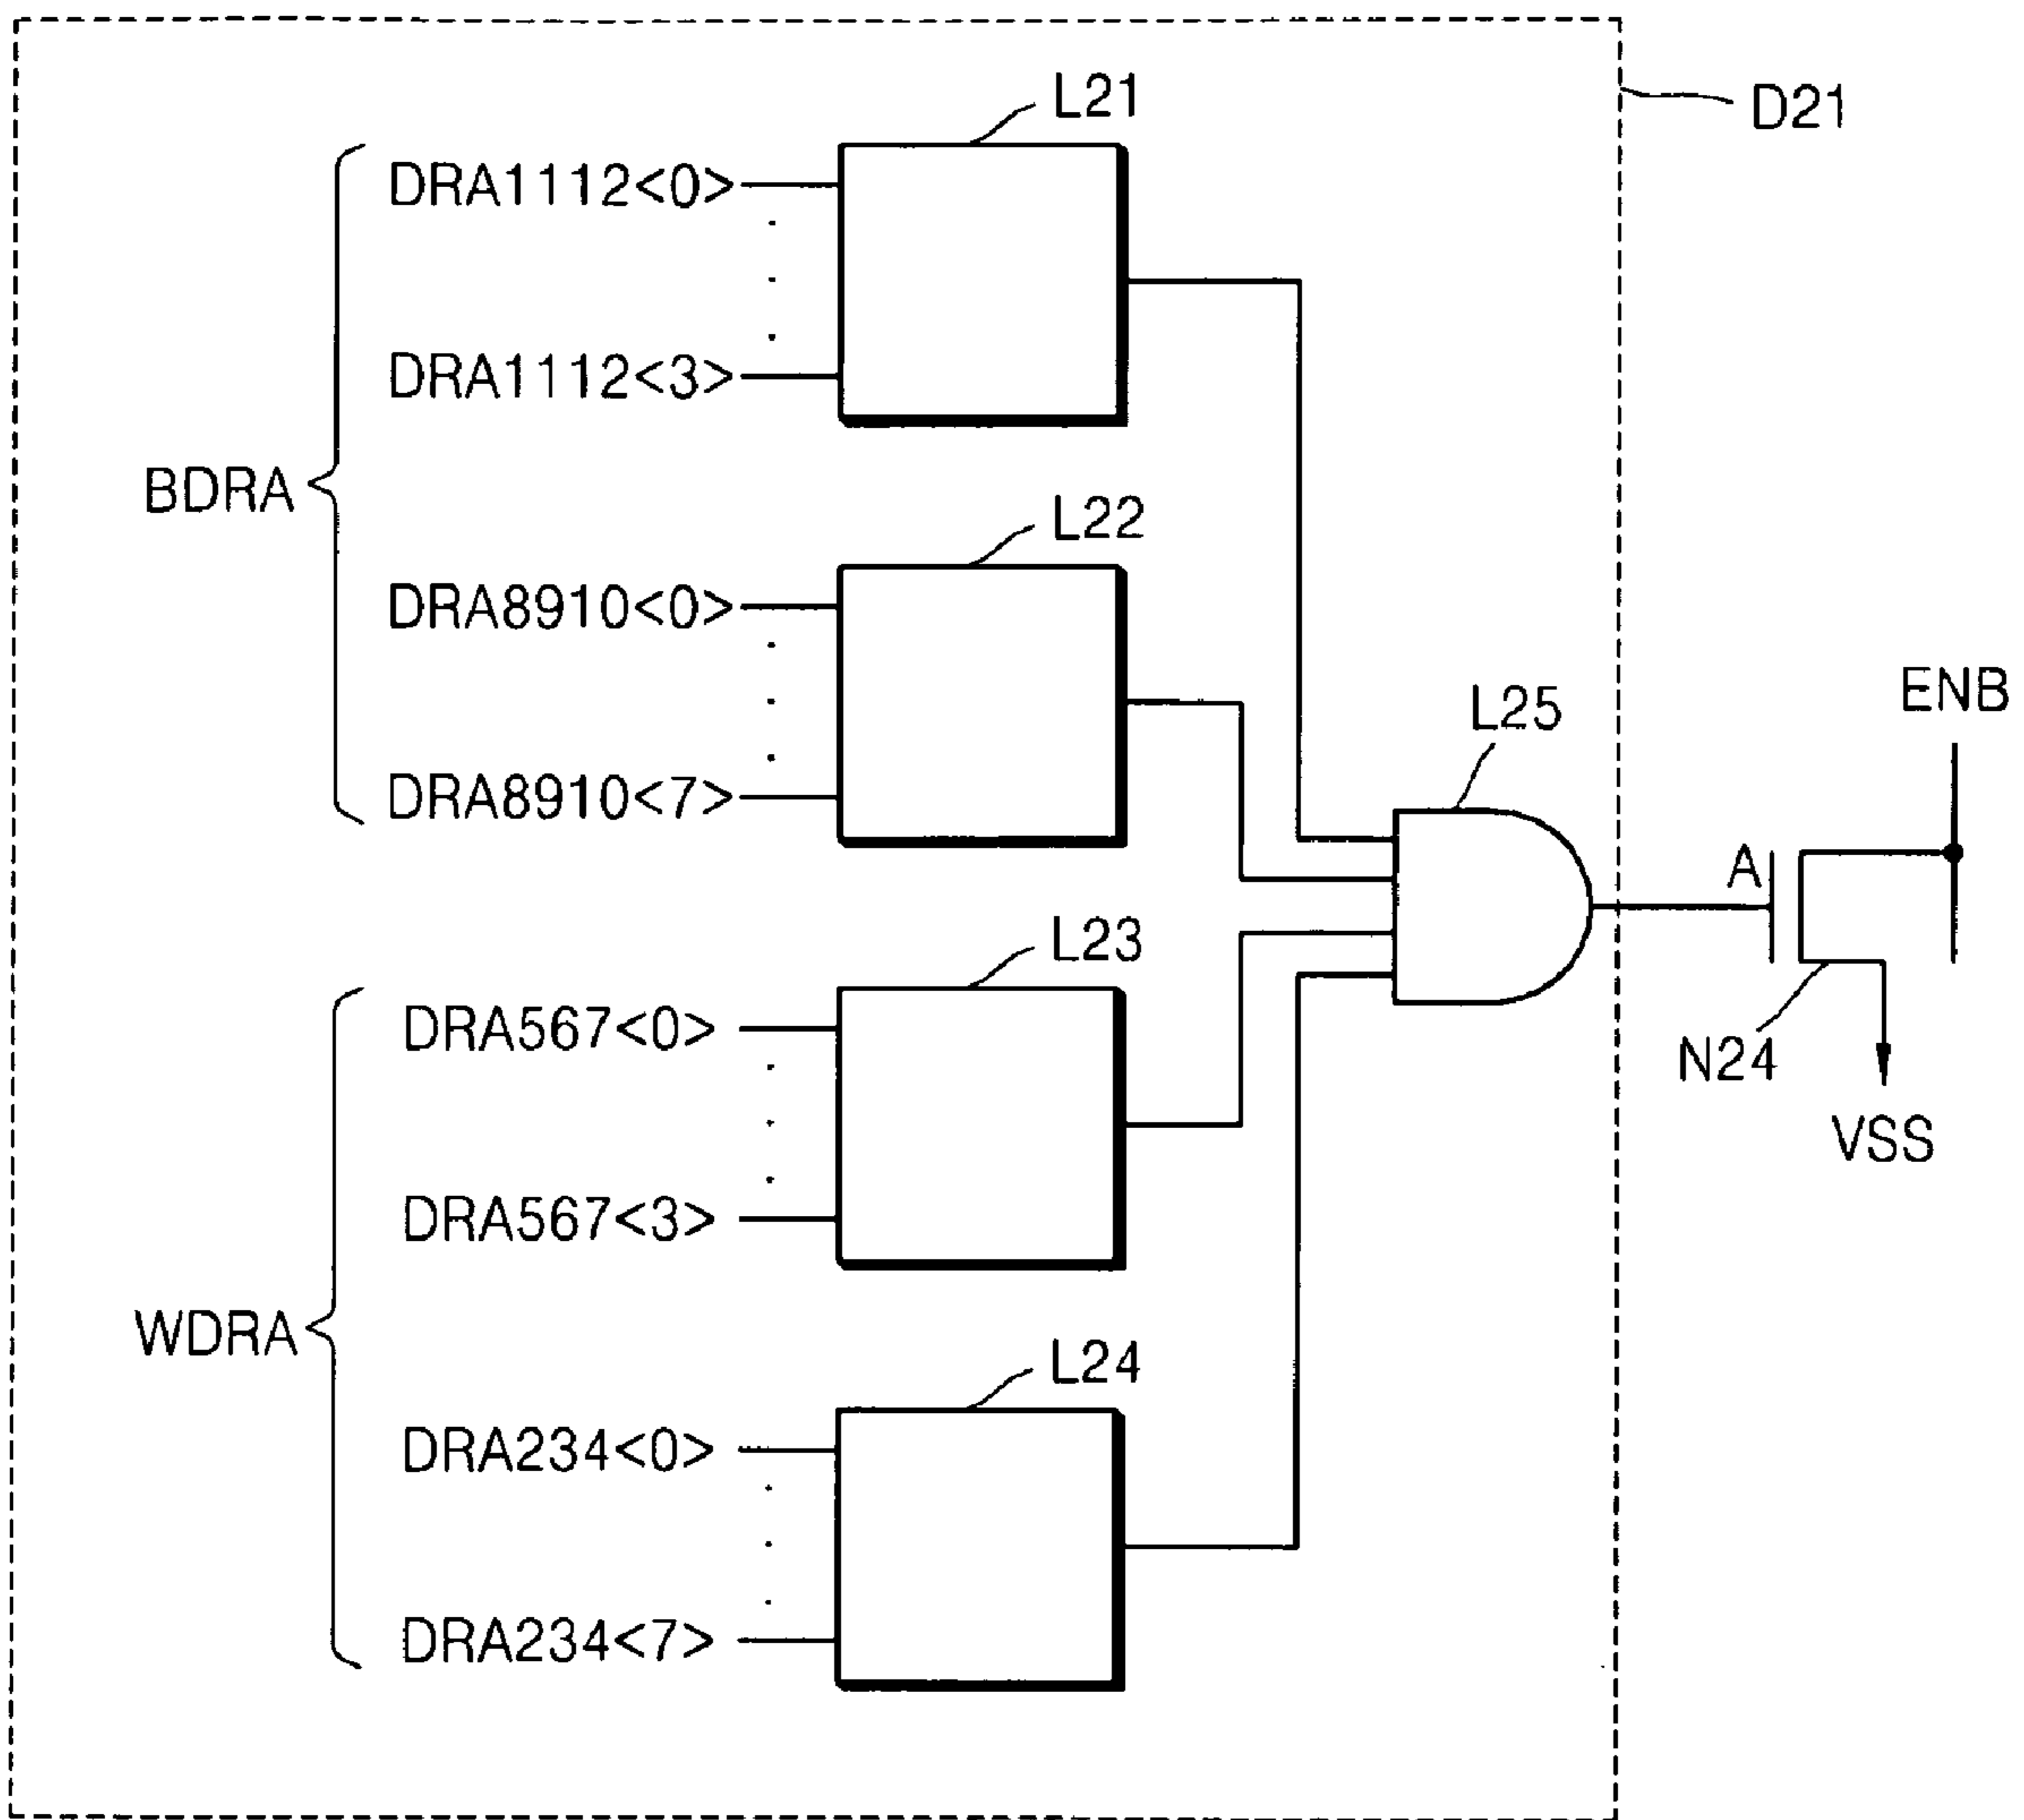 L21
D21
DRA1112<0>
DRA1112<3>
BDRA
L22
DRA8910<0>
DRA8910<7>
L25
ENB
A
L23
DRA567<0>
N24
VSS
DRA567<3>
WDRA
L24
DRA234<0>
DRA234<7>